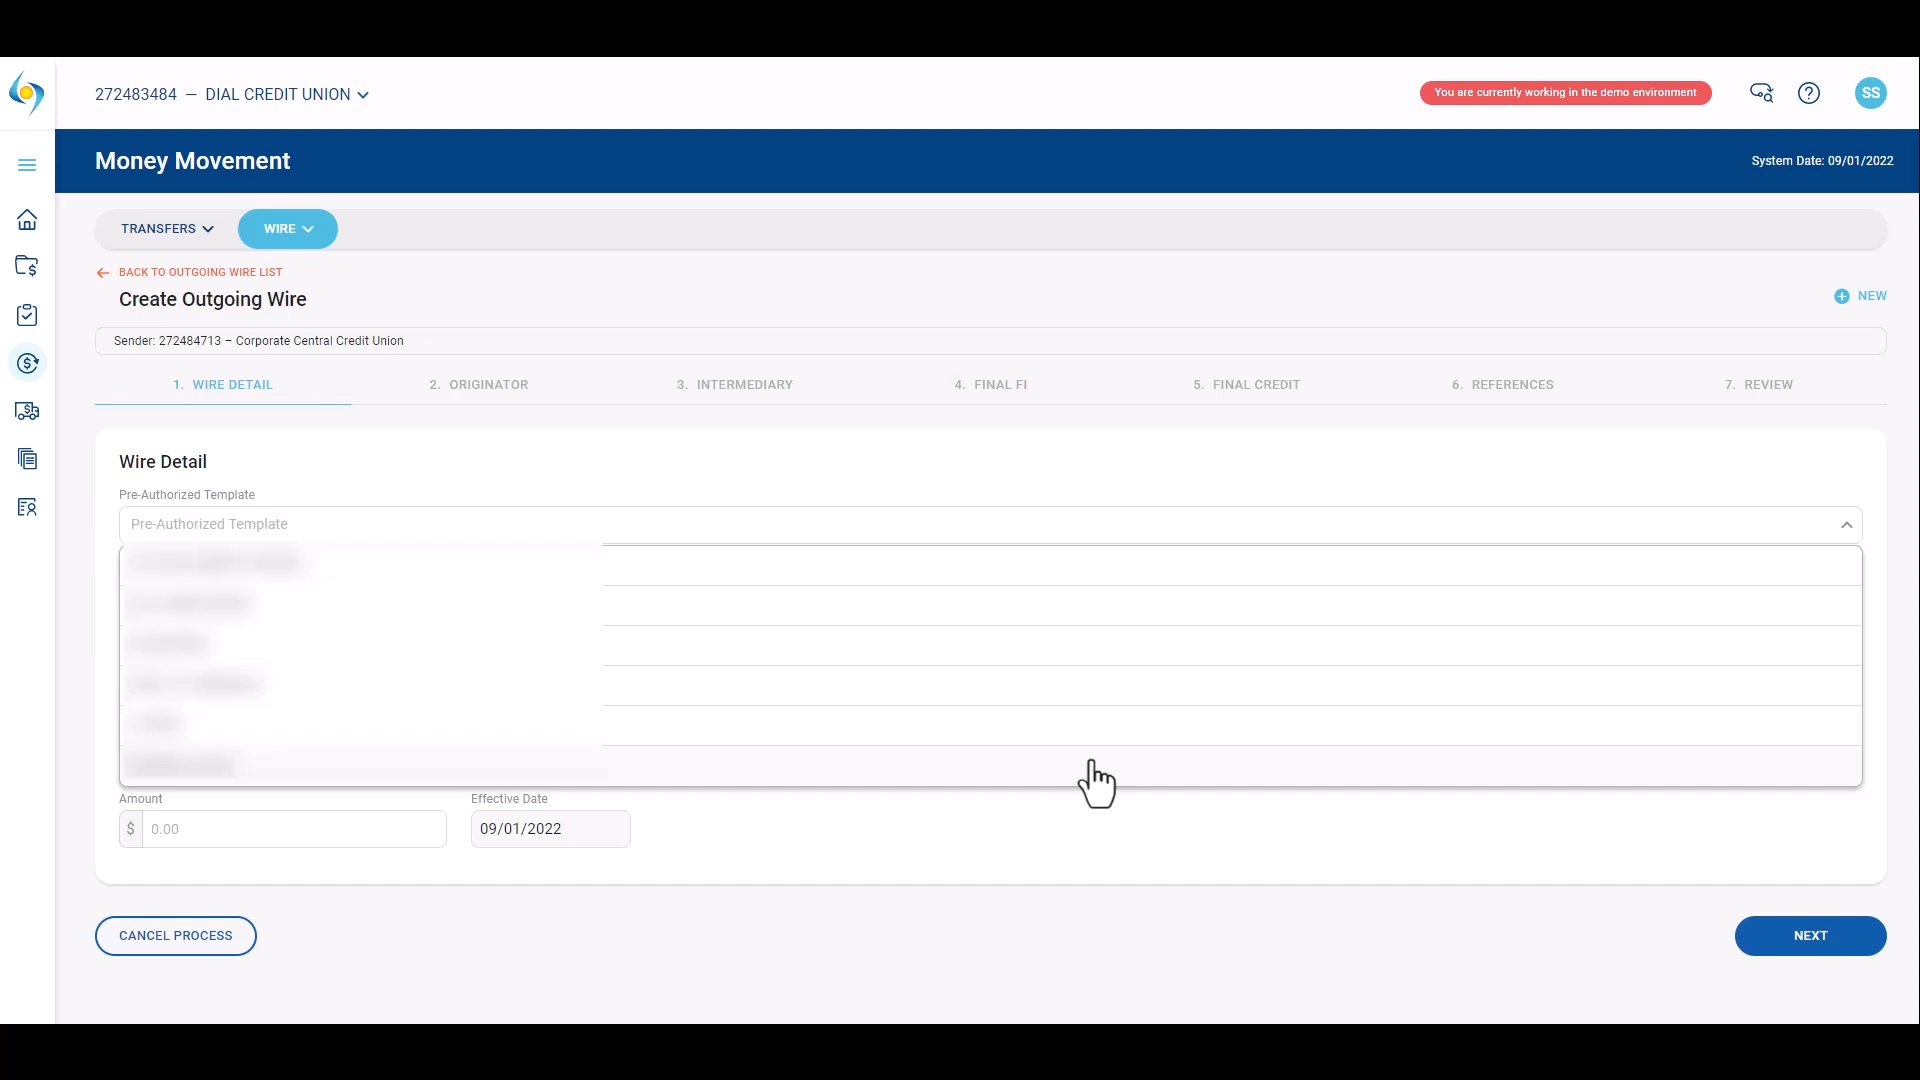 272483484 — DIAL CREDIT UNION
You are currently working in the demo environment
SS
Money Movement
System Date: 09/01/2022
TRANSFERS
WIRE
BACK TO OUTGOING WIRE LIST
Create Outgoing Wire
NEW
Sender: 272484713 – Corporate Central Credit Union
1. WIRE DETAIL
2. ORIGINATOR
3. INTERMEDIARY
4. FINAL FI
5. FINAL CREDIT
6. REFERENCES
7. REVIEW
Wire Detail
Pre-Authorized Template
Pre-Authorized Template
Amount
Effective Date
$ 0.00
09/01/2022
CANCEL PROCESS
NEXT